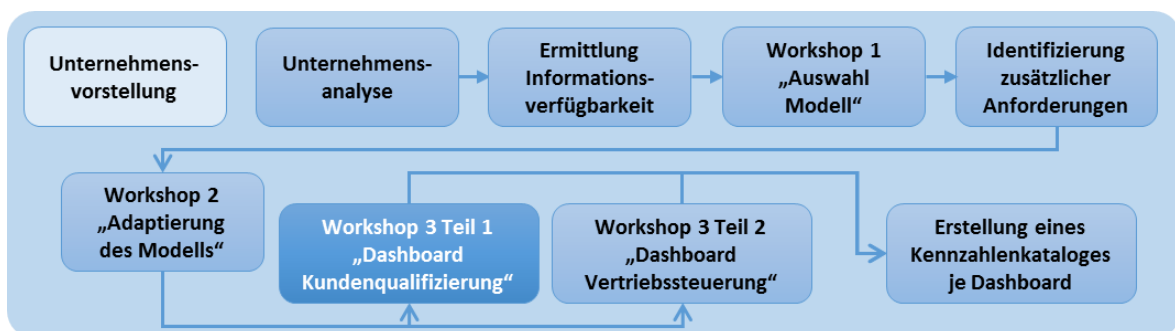 Unternehmens-
vorstellung
Unternehmens-
analyse
Ermittlung
Informations-
verfügbarkeit
Workshop 1
„Auswahl
Modell“
Identifizierung
zusätzlicher
Anforderungen
Workshop 2
„Adaptierung
des Modells“
Workshop 3 Teil 1
„Dashboard
Kundenqualifizierung“
Workshop 3 Teil 2
„Dashboard
Vertriebssteuerung“
Erstellung eines
Kennzahlenkataloges
je Dashboard